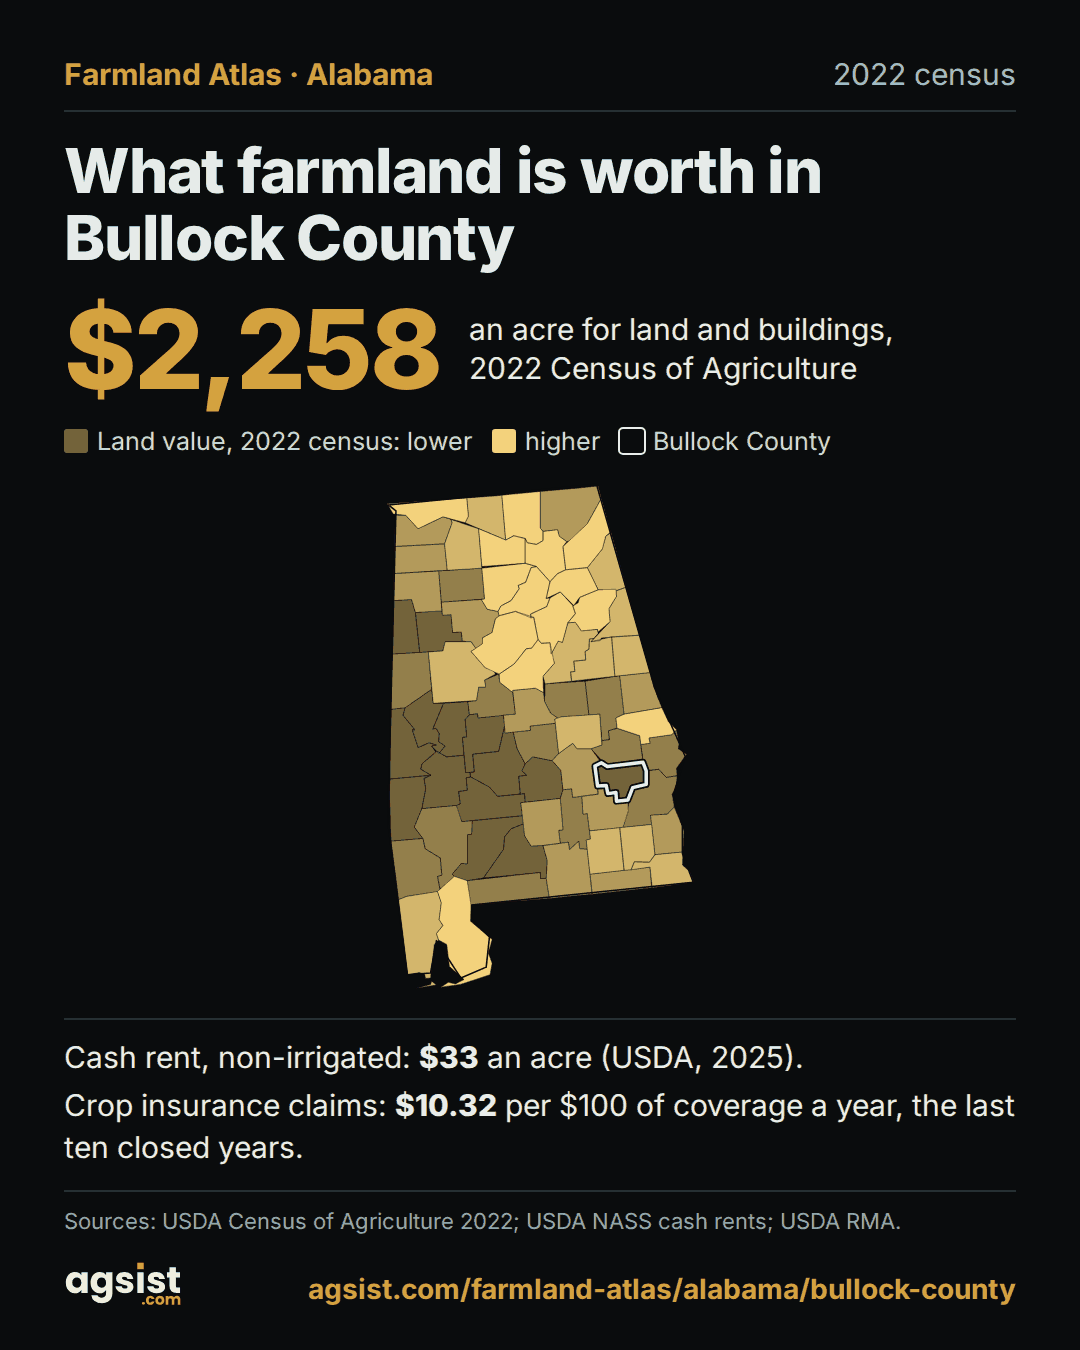 Farmland Atlas · Alabama
2022 census
What farmland is worth in
Bullock County
$2,258
an acre for land and buildings,
2022 Census of Agriculture
Land value, 2022 census: lower
higher
Bullock County
Cash rent, non-irrigated: $33 an acre (USDA, 2025).
Crop insurance claims: $10.32 per $100 of coverage a year, the last
ten closed years.
Sources: USDA Census of Agriculture 2022; USDA NASS cash rents; USDA RMA.
agsist
.com
agsist.com/farmland-atlas/alabama/bullock-county